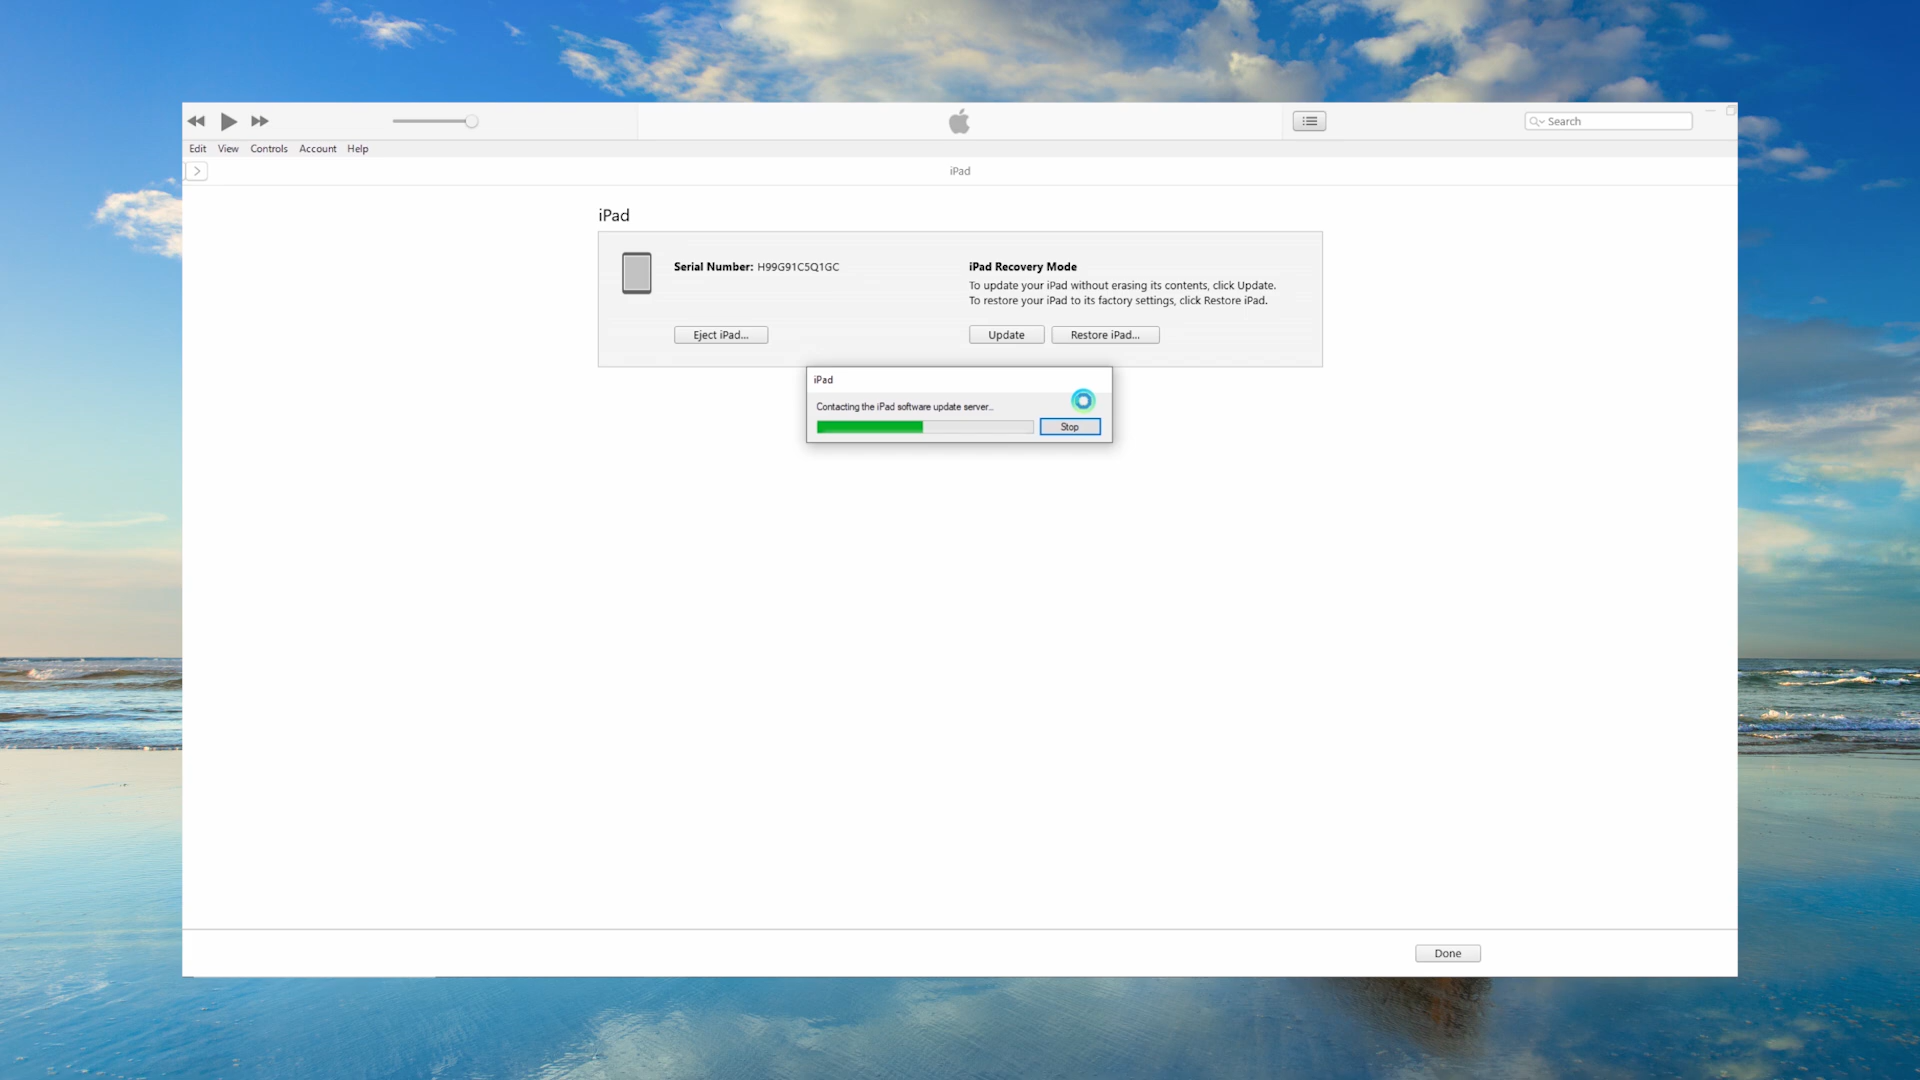 Search
Edit View Controls Account Help
iPad
iPad
Serial Number: H99G91C5Q1GC
iPad Recovery Mode
To update your iPad without erasing its contents, click Update.
To restore your iPad to its factory settings, click Restore iPad.
Eject iPad...
Update
Restore iPad...
iPad
Contacting the iPad software update server...
Stop
Done